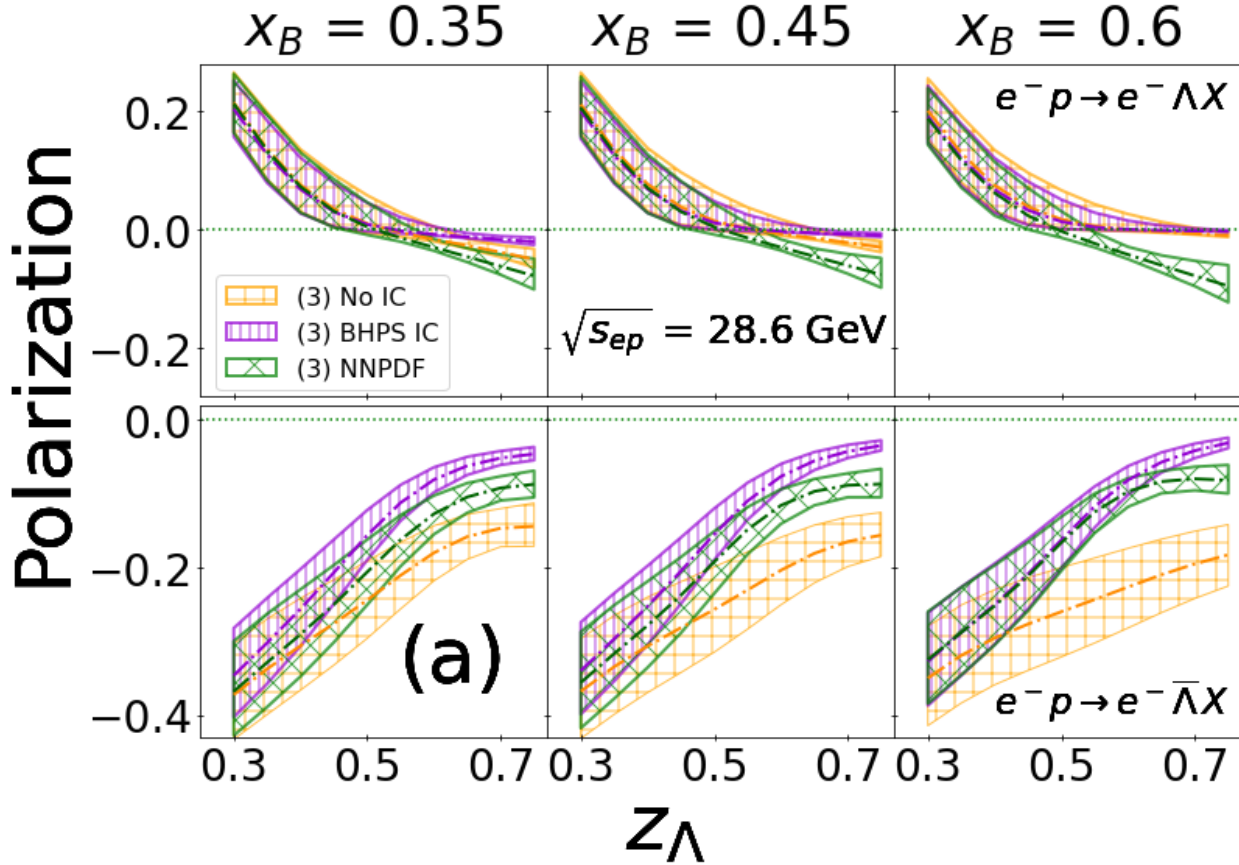 x_B = 0.35 x_B = 0.45 x_B = 0.6
Polarization
0.2
0.0
−0.2
e⁻p → e⁻ΛX
(3) No IC
(3) BHPS IC
(3) NNPDF
√s_ep = 28.6 GeV
0.0
−0.2
−0.4
(a)
e⁻p → e⁻Λ̅X
0.3 0.5 0.7 0.3 0.5 0.7 0.3 0.5 0.7
z_Λ